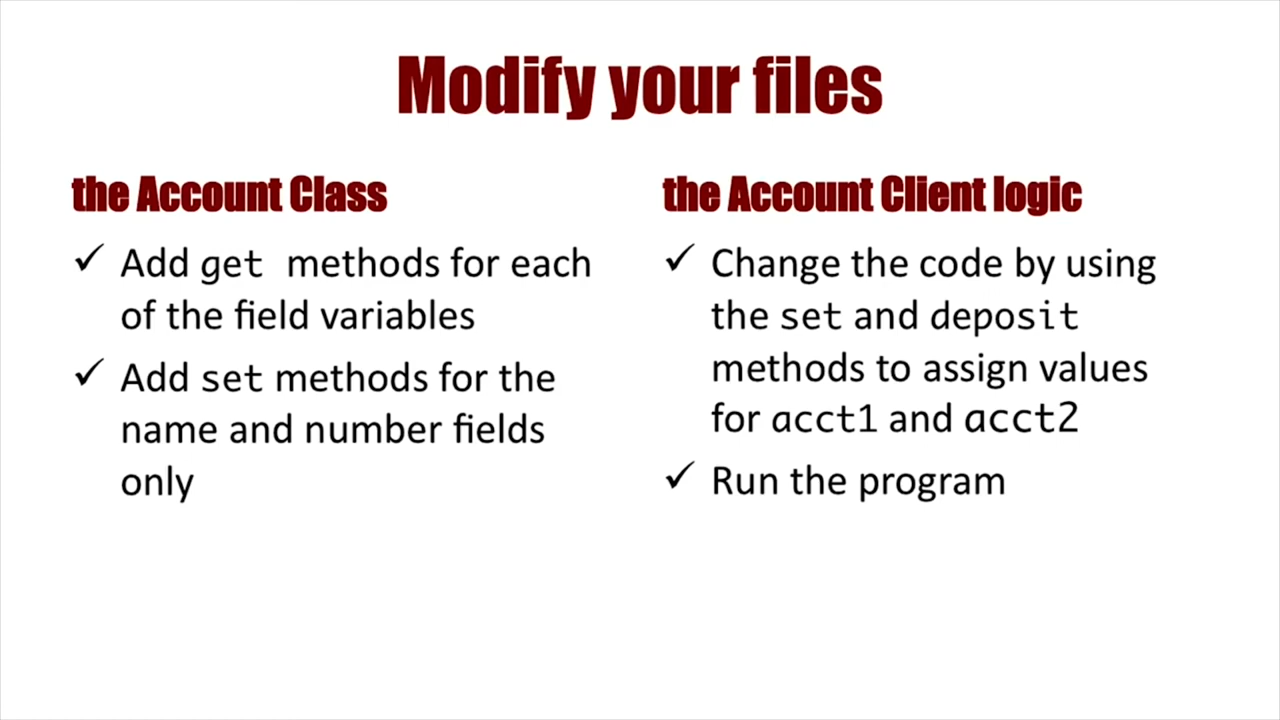 Modify your files
the Account Class
✓ Add get methods for each
of the field variables
✓ Add set methods for the
name and number fields
only
the Account Client logic
✓ Change the code by using
the set and deposit
methods to assign values
for acct1 and acct2
✓ Run the program